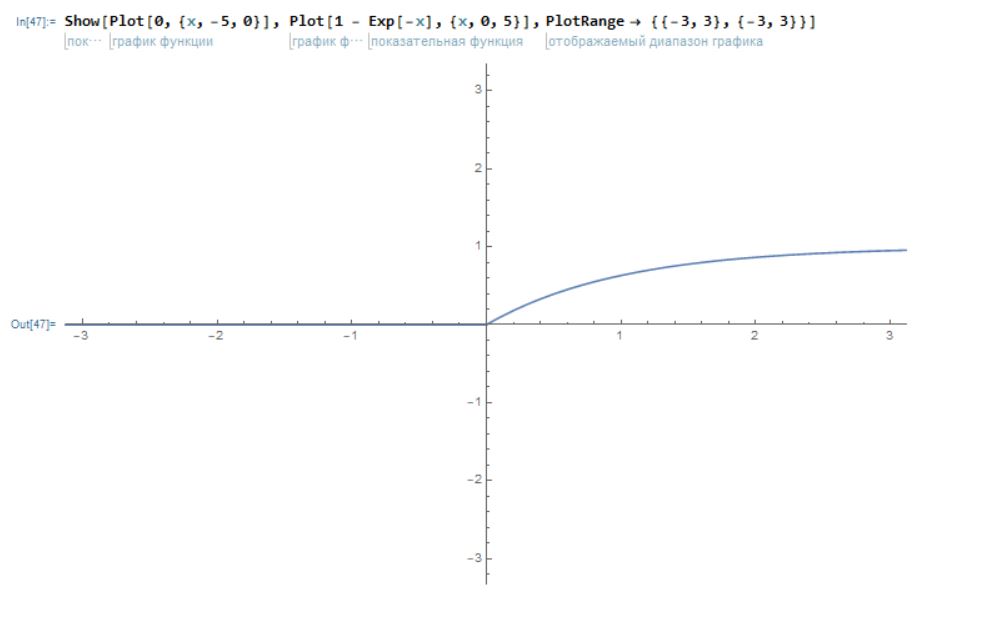 In[47]:= Show[Plot[0, {x, -5, 0}], Plot[1 - Exp[-x], {x, 0, 5}], PlotRange → {{-3, 3}, {-3, 3}}]
пок⋯ график функции график ф⋯ показательная функция отображаемый диапазон графика
3
2
1
Out[47]=
-3 -2 -1 1 2 3
-1
-2
-3